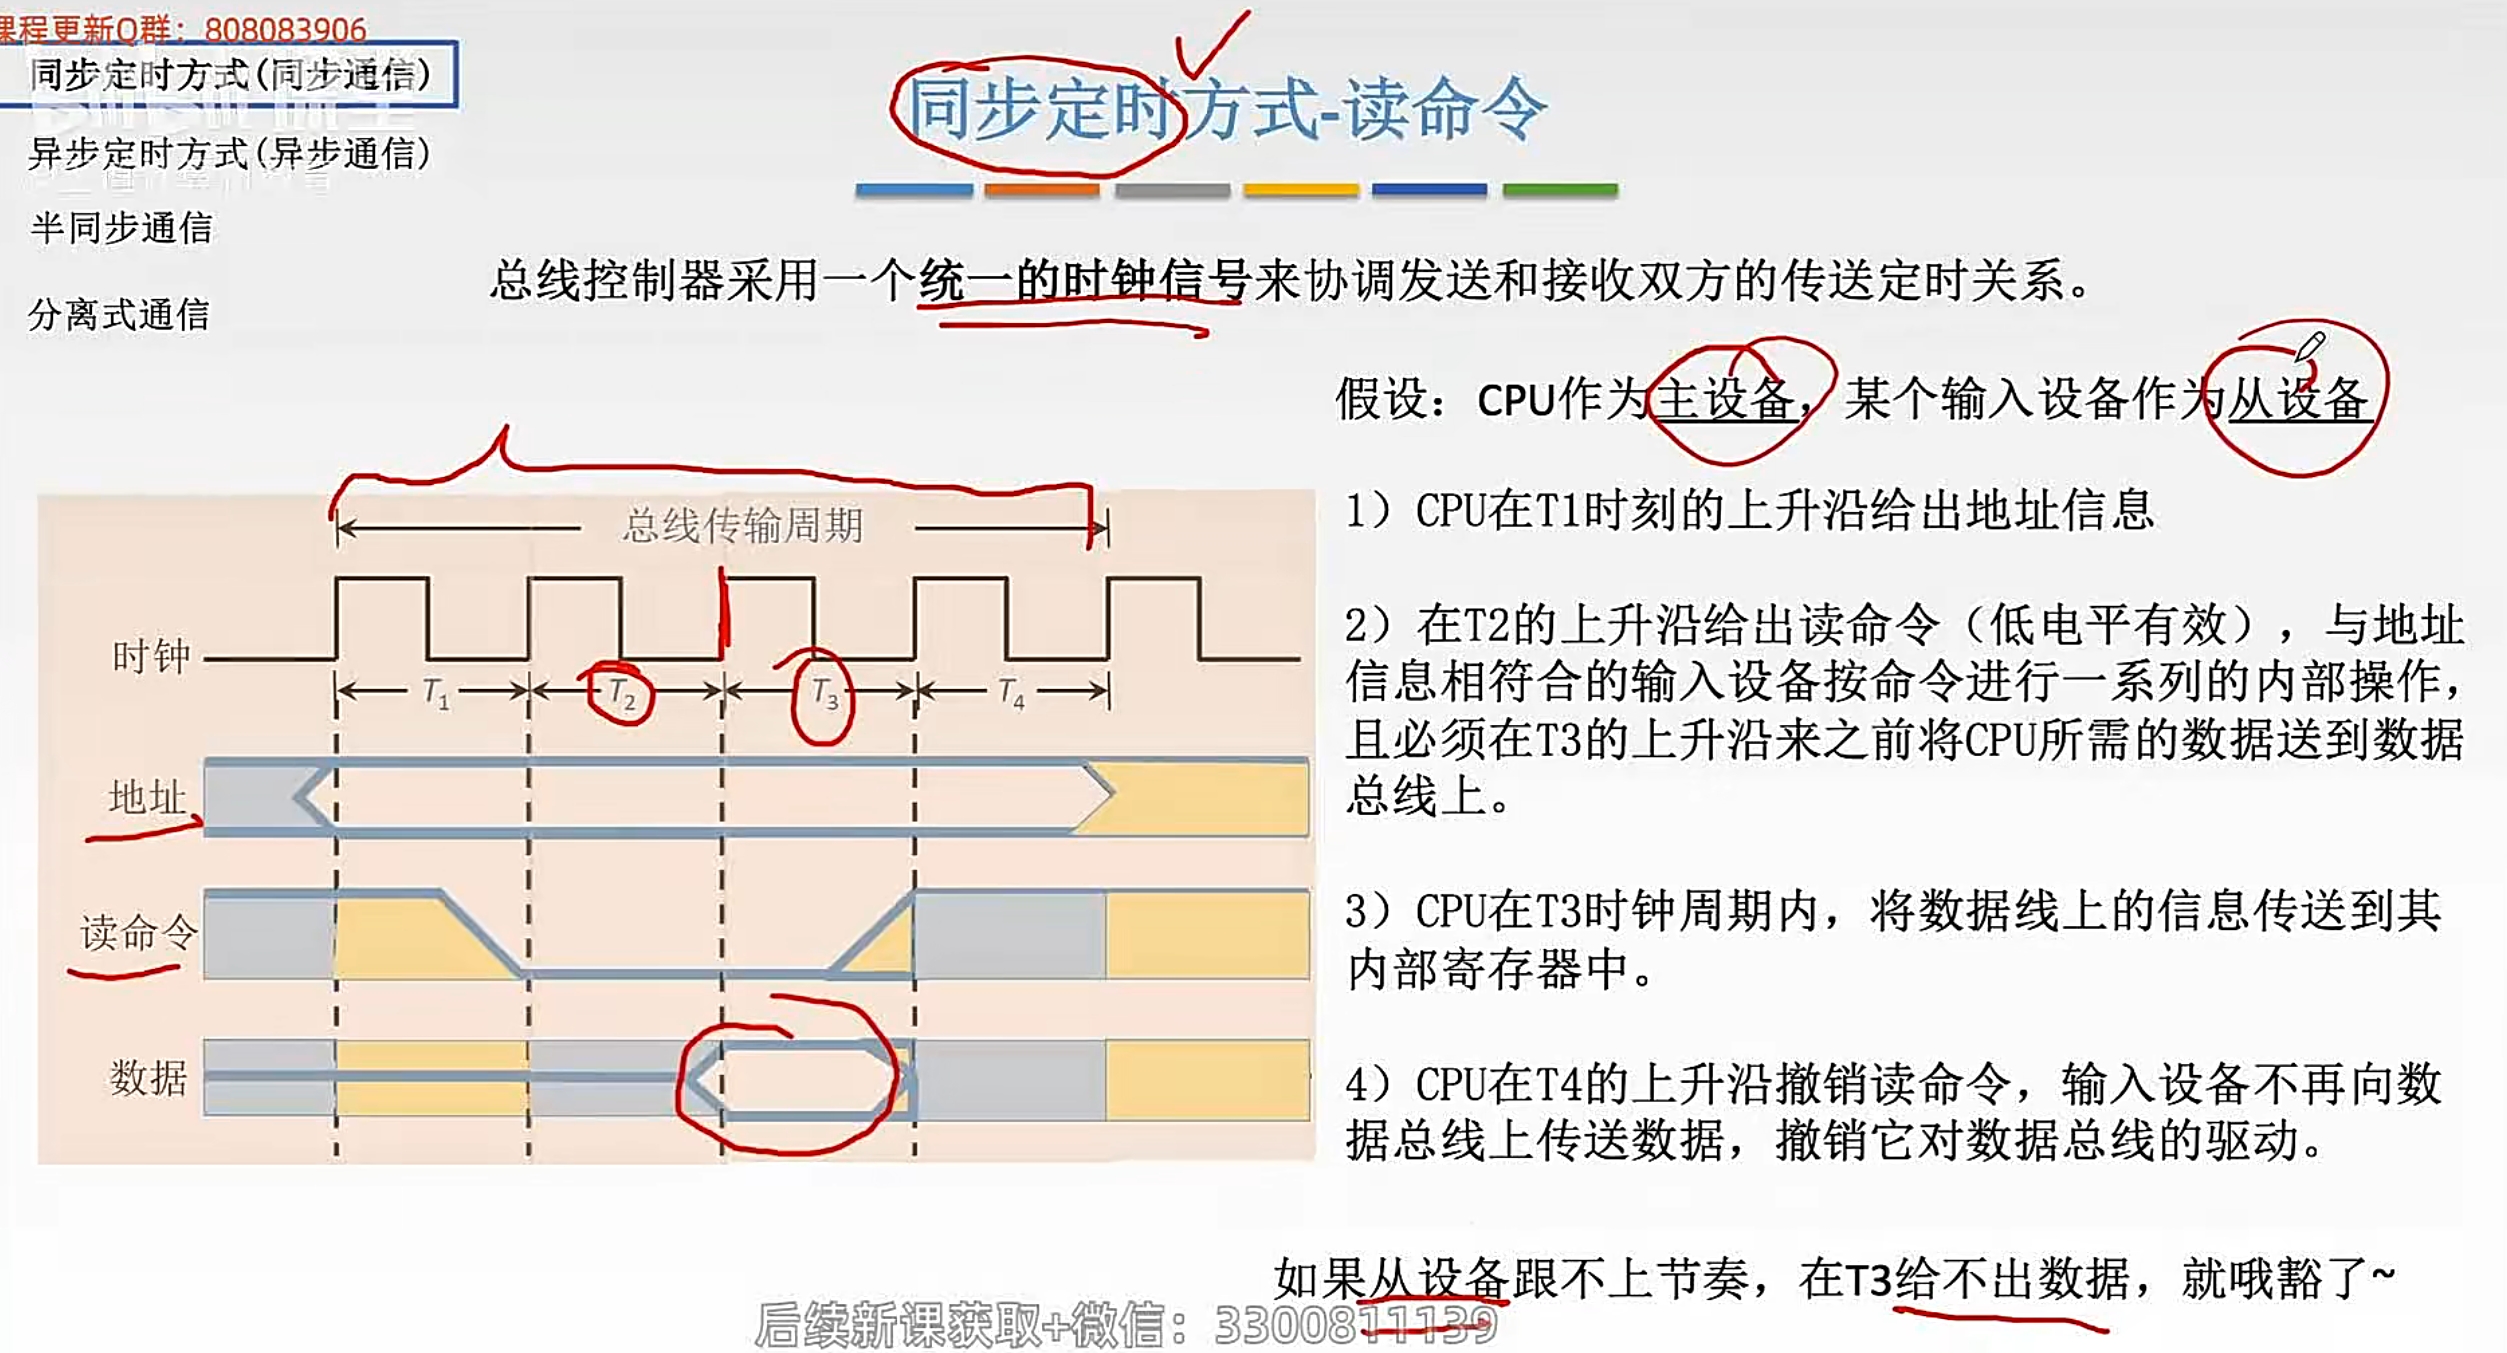 课程更新Q群：808083906
同步定时方式(同步通信)
异步定时方式(异步通信)
半同步通信
分离式通信
同步定时方式-读命令
总线控制器采用一个统一的时钟信号来协调发送和接收双方的传送定时关系。
假设：CPU作为主设备，某个输入设备作为从设备
总线传输周期
时钟
T1 T2 T3 T4
地址
读命令
数据
1）CPU在T1时刻的上升沿给出地址信息
2）在T2的上升沿给出读命令（低电平有效），与地址
信息相符合的输入设备按命令进行一系列的内部操作，
且必须在T3的上升沿来之前将CPU所需的数据送到数据
总线上。
3）CPU在T3时钟周期内，将数据线上的信息传送到其
内部寄存器中。
4）CPU在T4的上升沿撤销读命令，输入设备不再向数
据总线上传送数据，撤销它对数据总线的驱动。
如果从设备跟不上节奏，在T3给不出数据，就哦豁了~
后续新课获取+微信：3300811139